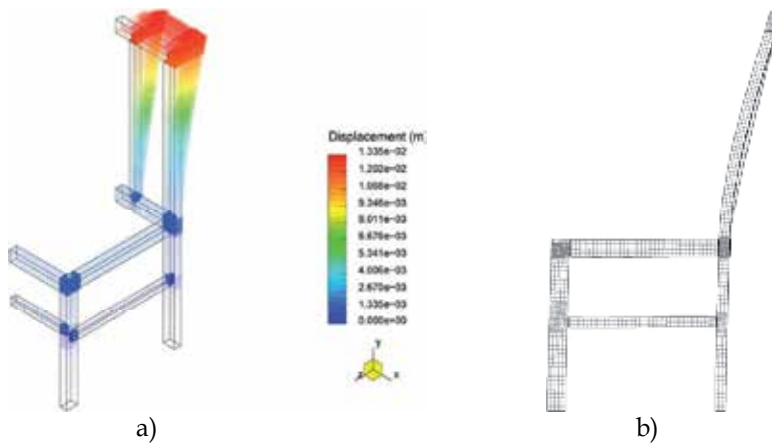 Displacement (m)
1.335e-02
1.202e-02
1.068e-02
9.346e-03
8.011e-03
6.676e-03
5.341e-03
4.006e-03
2.670e-03
1.335e-03
0.000e+00
y
z
x
a)
b)